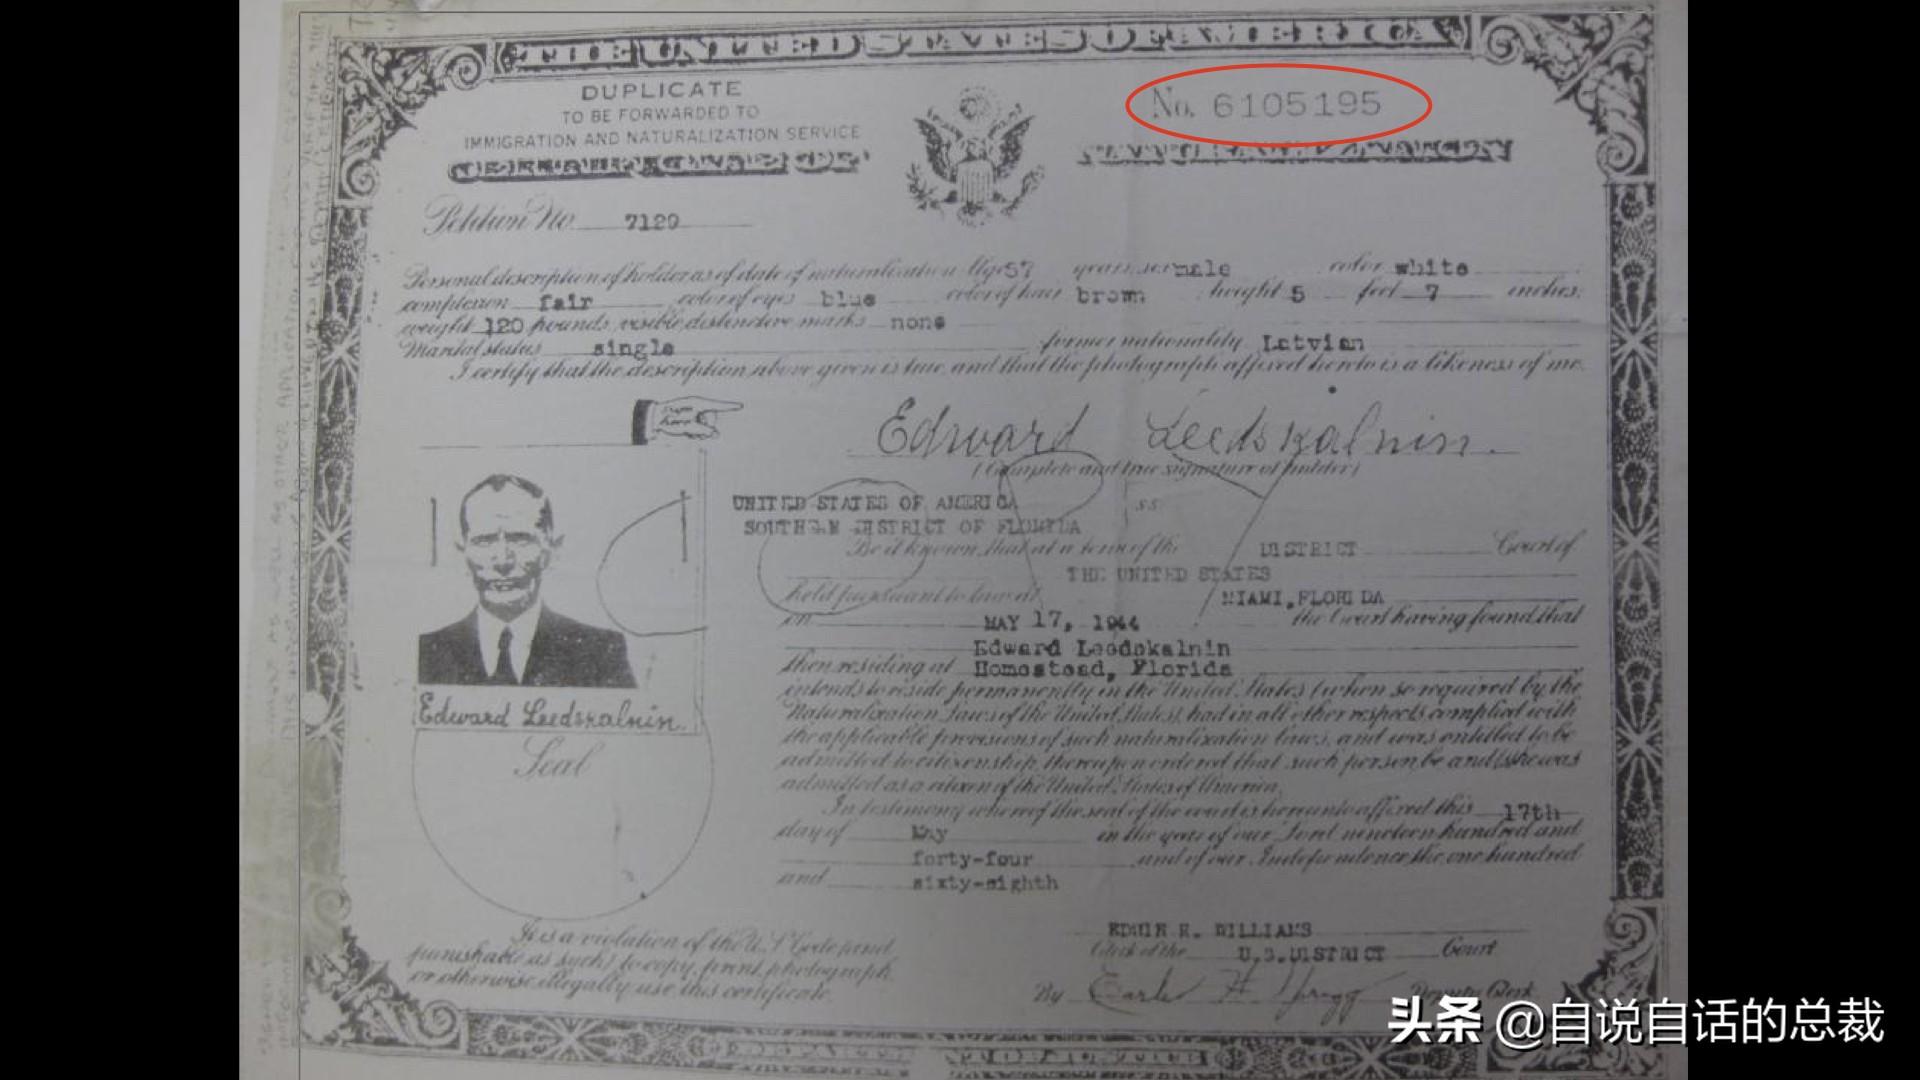 THE UNITED STATES OF AMERICA
DUPLICATE
TO BE FORWARDED TO
IMMIGRATION AND NATURALIZATION SERVICE
No. 6105195
Petition No. 7129
Personal description of holder as of date of naturalization: Age 57 years; sex male color white
complexion fair color of eyes blue color of hair brown height 5 feet 7 inches;
weight 120 pounds; visible distinctive marks none
Marital status single former nationality Latvian
I certify that the description above given is true, and that the photograph affixed hereto is a likeness of me.
Edward Leedskalnin.
(Complete and true signature of holder)
UNITED STATES OF AMERICA
SOUTHERN DISTRICT OF FLORIDA
ss:
Be it known, that at a term of the DISTRICT Court of
THE UNITED STATES
held pursuant to law at MIAMI, FLORIDA
on MAY 17, 1944 the Court having found that
Edward Leedskalnin
then residing at Homestead, Florida
intends to reside permanently in the United States (when so required by the
Naturalization Laws of the United States), had in all other respects complied with
the applicable provisions of such naturalization laws, and was entitled to be
admitted to citizenship, thereupon ordered that such person be and (s)he was
admitted as a citizen of the United States of America.
In testimony whereof the seal of the court is hereunto affixed this 17th
day of May in the year of our Lord nineteen hundred and
forty-four and of our Independence the one hundred
and sixty-eighth
Edward Leedskalnin.
Seal
It is a violation of the U.S. Code (and
punishable as such) to copy, print, photograph,
or otherwise illegally use this certificate.
WILLIAMS
Clerk of the U.S. DISTRICT Court
By Deputy Clerk
头条 @自说自话的总裁